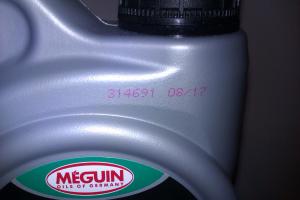 314691 08/17
MEGUIN
OILS OF GERMANY